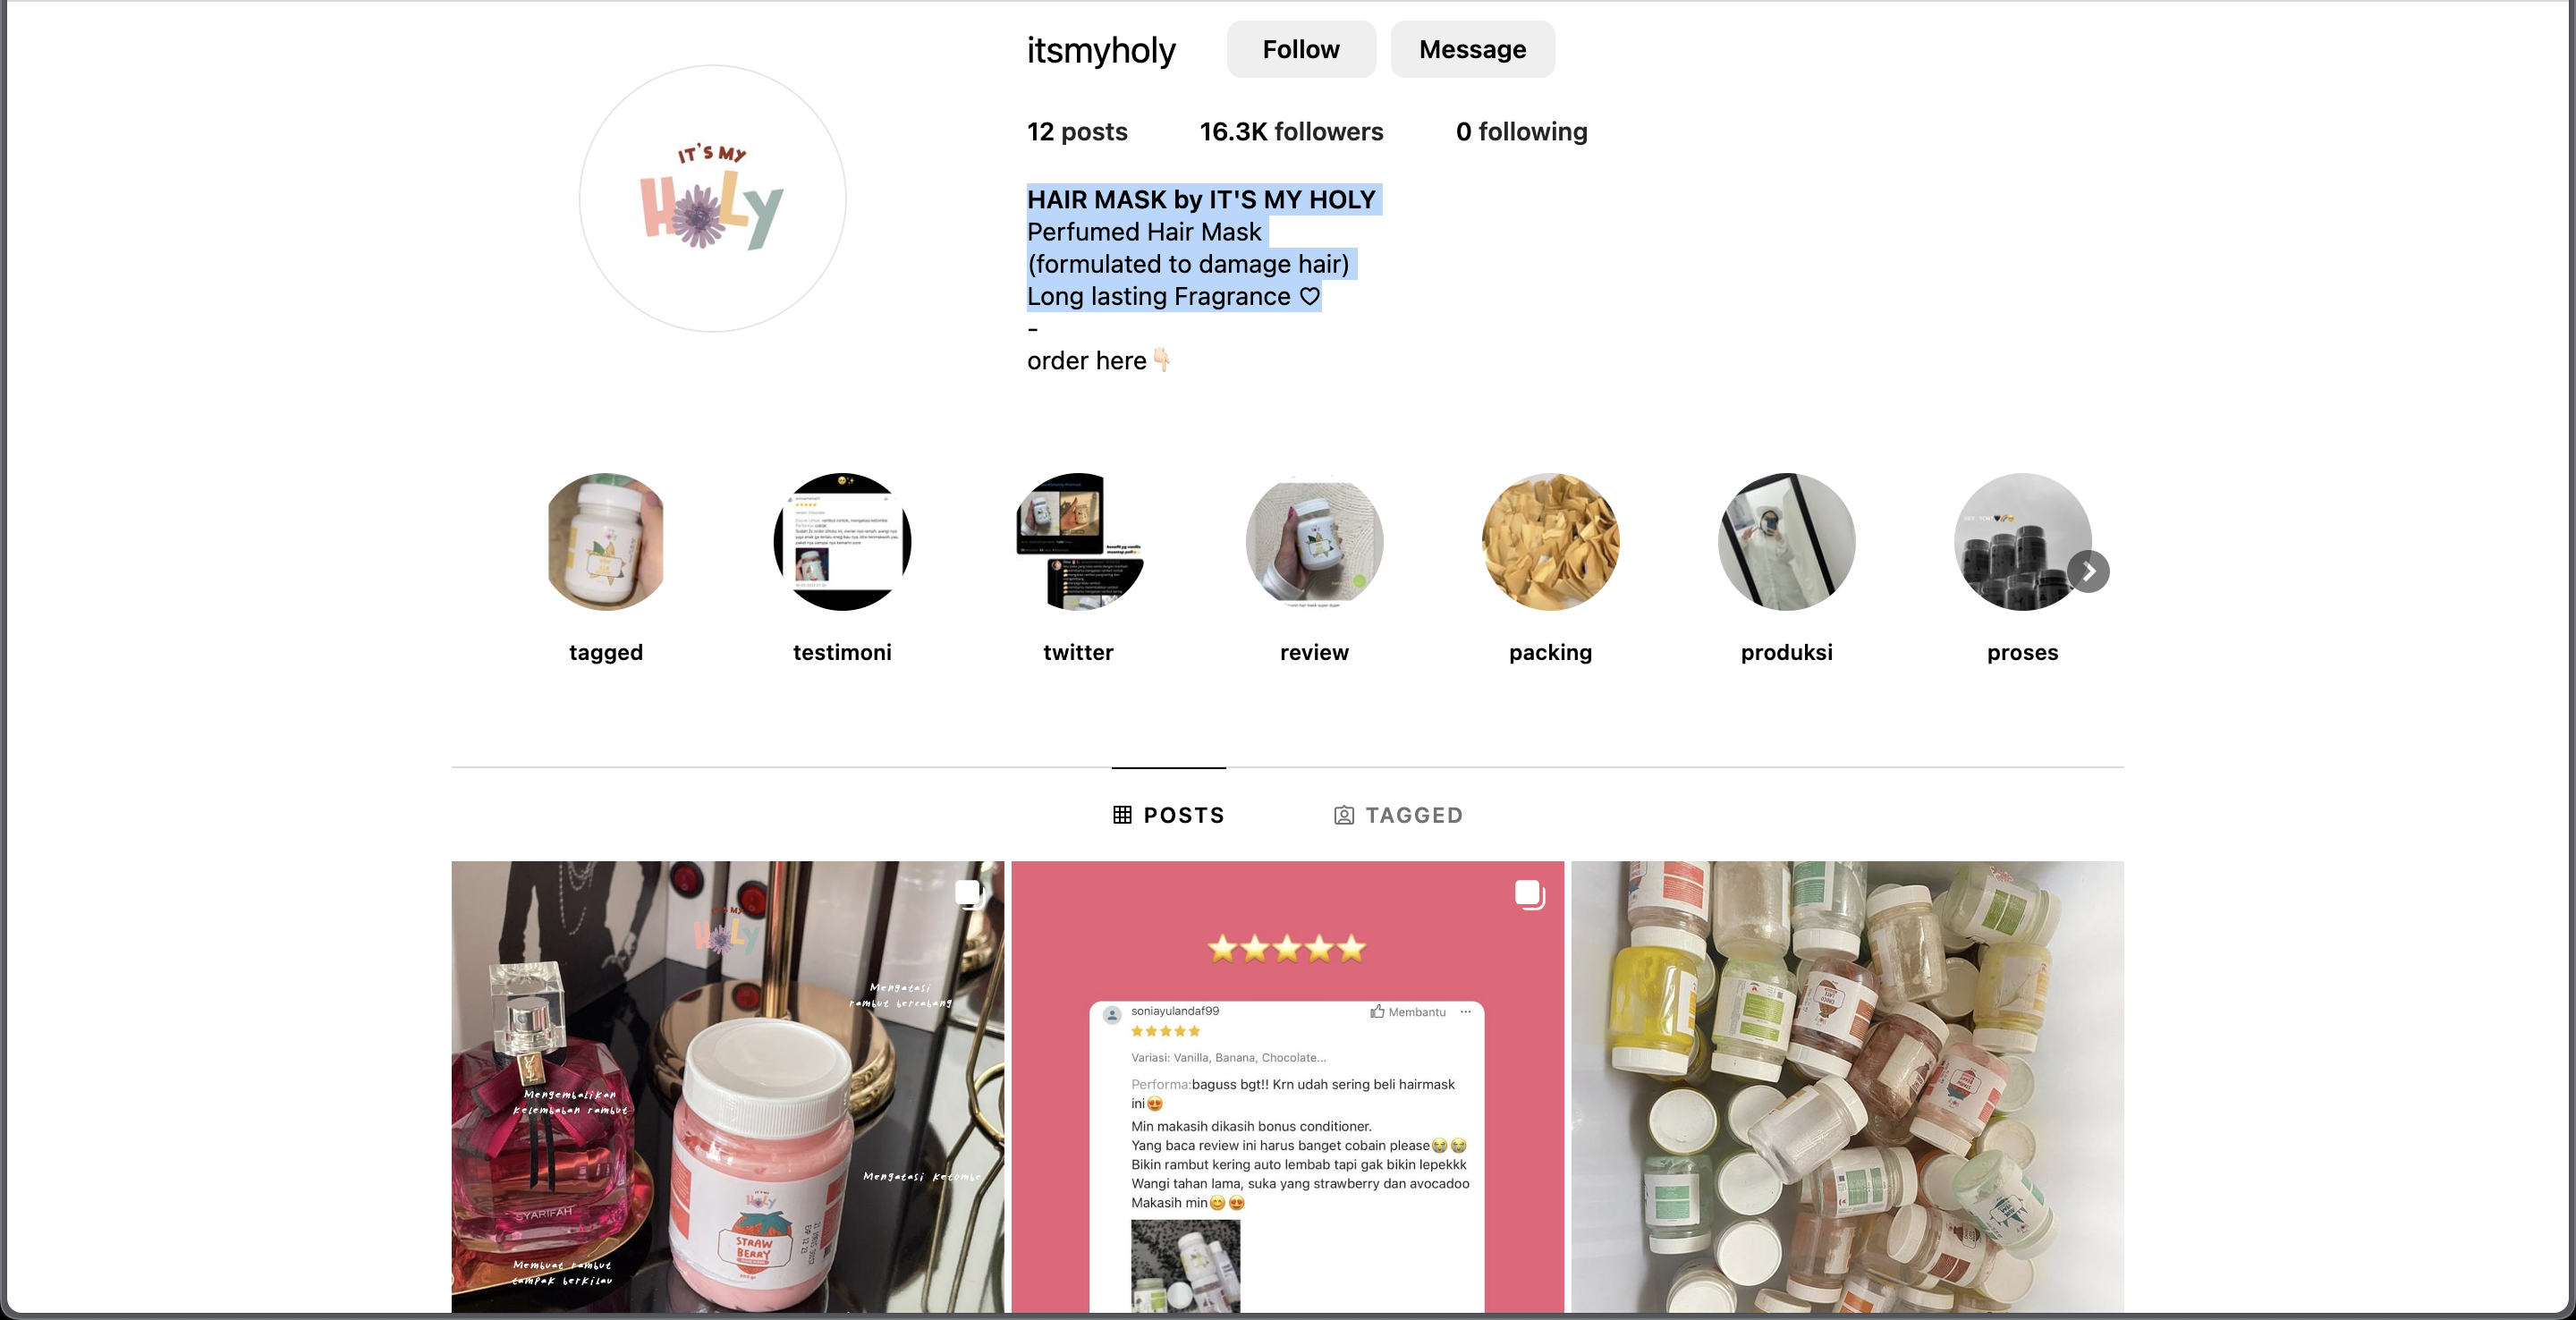 itsmyholy
Follow
Message
12 posts
16.3K followers
0 following
IT'S MY
HOLY
HAIR MASK by IT'S MY HOLY
Perfumed Hair Mask
(formulated to damage hair)
Long lasting Fragrance ♡
-
order here👇🏻
tagged
testimoni
twitter
review
packing
produksi
proses
POSTS
TAGGED
IT'S MY
HOLY
Mengatasi
rambut bercabang
Mengembalikan
kelembaban rambut
Mengatasi ketombe
SYARIFAH
HOLY
STRAW
BERRY
Membuat rambut
tampak berkilau
⭐⭐⭐⭐⭐
soniayulandaf99
Membantu
...
Variasi: Vanilla, Banana, Chocolate...
Performa:baguss bgt!! Krn udah sering beli hairmask
ini😍
Min makasih dikasih bonus conditioner.
Yang baca review ini harus banget cobain please😭😭
Bikin rambut kering auto lembab tapi gak bikin lepekkk
Wangi tahan lama, suka yang strawberry dan avocadoo
Makasih min😊😍